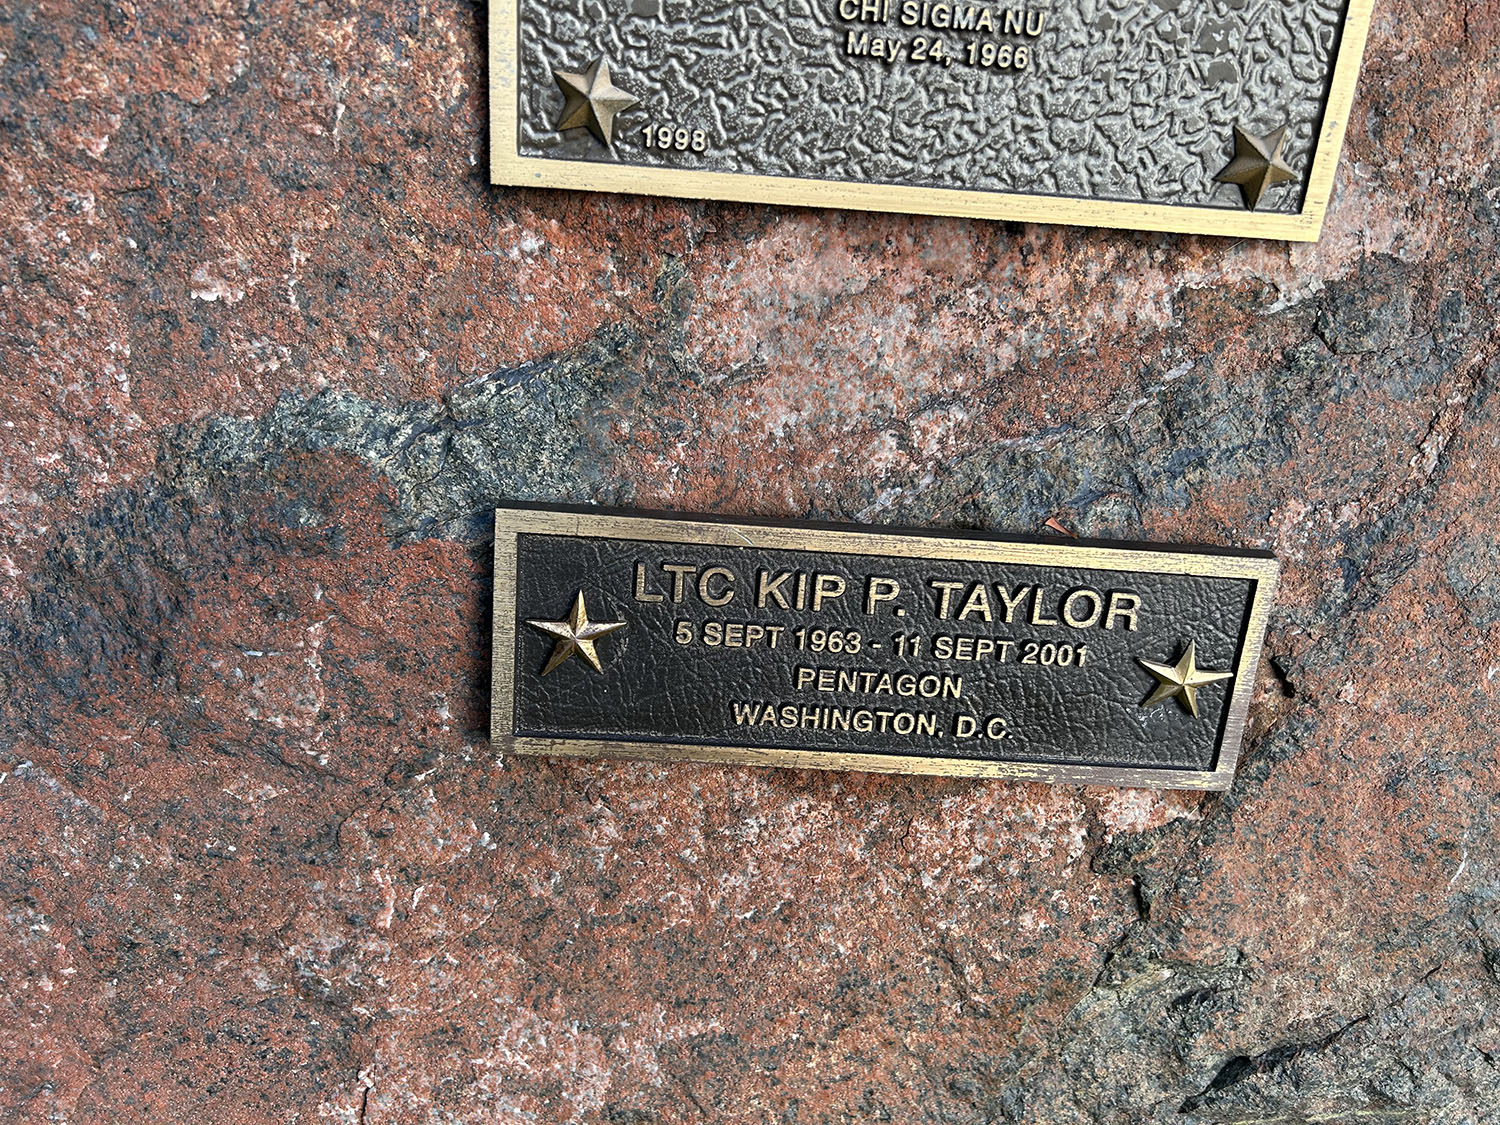 CHI SIGMA NU
May 24, 1966
1998
LTC KIP P. TAYLOR
5 SEPT 1963 - 11 SEPT 2001
PENTAGON
WASHINGTON, D.C.